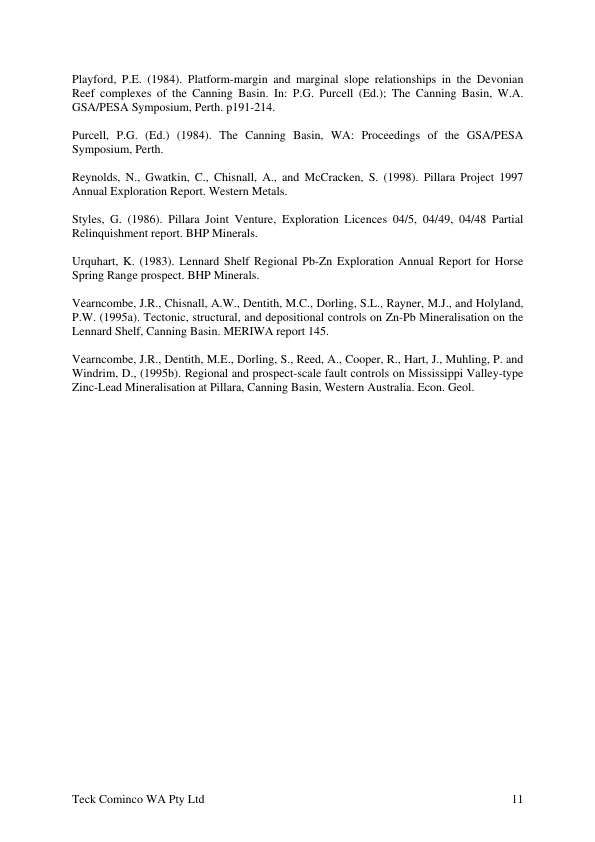 Playford, P.E. (1984). Platform-margin and marginal slope relationships in the Devonian
Reef complexes of the Canning Basin. In: P.G. Purcell (Ed.); The Canning Basin, W.A.
GSA/PESA Symposium, Perth. p191-214.
Purcell, P.G. (Ed.) (1984). The Canning Basin, WA: Proceedings of the GSA/PESA
Symposium, Perth.
Reynolds, N., Gwatkin, C., Chisnall, A., and McCracken, S. (1998). Pillara Project 1997
Annual Exploration Report. Western Metals.
Styles, G. (1986). Pillara Joint Venture, Exploration Licences 04/5, 04/49, 04/48 Partial
Relinquishment report. BHP Minerals.
Urquhart, K. (1983). Lennard Shelf Regional Pb-Zn Exploration Annual Report for Horse
Spring Range prospect. BHP Minerals.
Vearncombe, J.R., Chisnall, A.W., Dentith, M.C., Dorling, S.L., Rayner, M.J., and Holyland,
P.W. (1995a). Tectonic, structural, and depositional controls on Zn-Pb Mineralisation on the
Lennard Shelf, Canning Basin. MERIWA report 145.
Vearncombe, J.R., Dentith, M.E., Dorling, S., Reed, A., Cooper, R., Hart, J., Muhling, P. and
Windrim, D., (1995b). Regional and prospect-scale fault controls on Mississippi Valley-type
Zinc-Lead Mineralisation at Pillara, Canning Basin, Western Australia. Econ. Geol.
Teck Cominco WA Pty Ltd 11